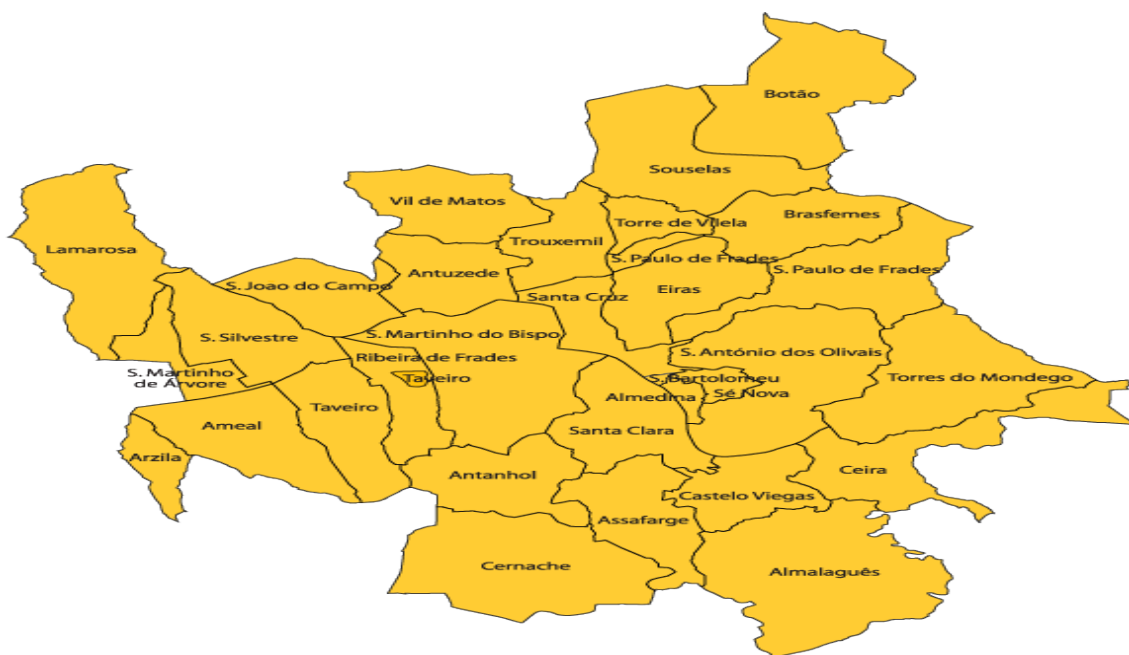 Botão
Souselas
Vil de Matos
Torre de Vilela
Brasfemes
Trouxemil
Lamarosa
S. Paulo de Frades
S. Paulo de Frades
Antuzede
S. Joao do Campo
Eiras
Santa Cruz
S. Silvestre
S. Martinho do Bispo
Ribeira de Frades
S. António dos Olivais
S. Martinho
de Árvore
Taveiro
S. Bartolomeu
Torres do Mondego
Almedina
Sé Nova
Taveiro
Ameal
Santa Clara
Arzila
Antanhol
Ceira
Castelo Viegas
Assafarge
Cernache
Almalaguês